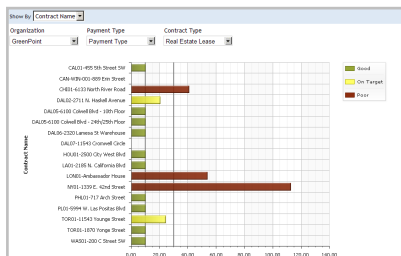 Show By Contract Name
Organization Payment Type Contract Type
GreenPoint Payment Type Real Estate Lease
CAL01-455 5th Street SW
CAN-WIN-001-889 Erin Street
CHI01-6133 North River Road
DAL02-2711 N. Haskell Avenue
DAL05-6100 Colwell Blvd - 18th Floor
DAL05-6100 Colwell Blvd - 24th/25th Floor
DAL06-2320 Lamesa St Warehouse
DAL07-11543 Cromwell Circle
HOU01-2500 City West Blvd
LA01-2185 N. California Blvd
LON01-Ambassador House
NY01-1339 E. 42nd Street
PHL01-717 Arch Street
PL01-5994 W. Las Positas Blvd
TOR01-11543 Younge Street
TOR01-1870 Yonge Street
WAS01-200 C Street SW
Contract Name
0.00 20.00 40.00 60.00 80.00 100.00 120.00 140.00
Good
On Target
Poor